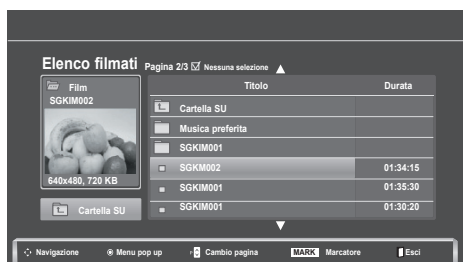 Elenco filmati Pagina 2/3 Nessuna selezione
Film
SGKIM002
640x480, 720 KB
Cartella SU
Titolo Durata
Cartella SU
Musica preferita
SGKIM001
SGKM002 01:34:15
SGKIM001 01:35:30
SGKIM001 01:30:20
Navigazione Menu pop up Cambio pagina MARK Marcatore Esci